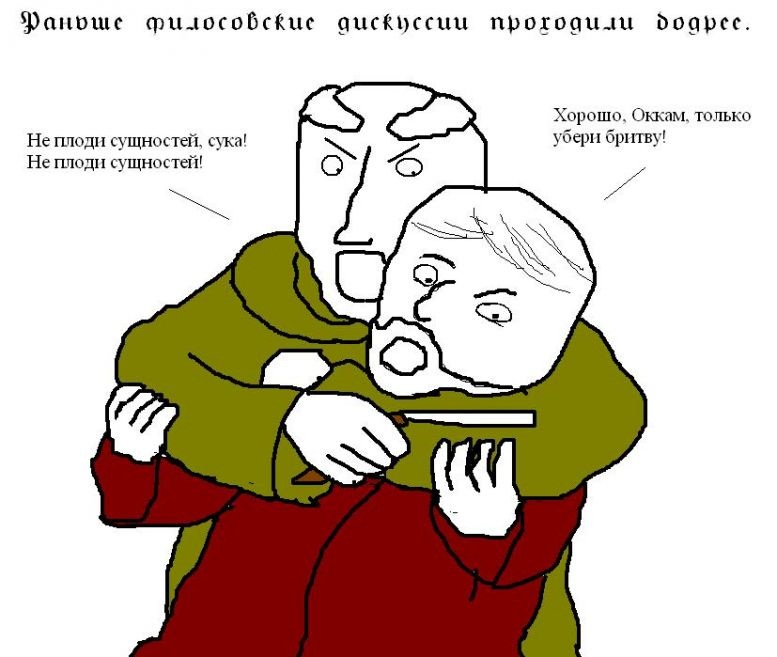 Раньше философские дискуссии проходили бодрее.
Не плоди сущностей, сука!
Не плоди сущностей!
Хорошо, Оккам, только
убери бритву!